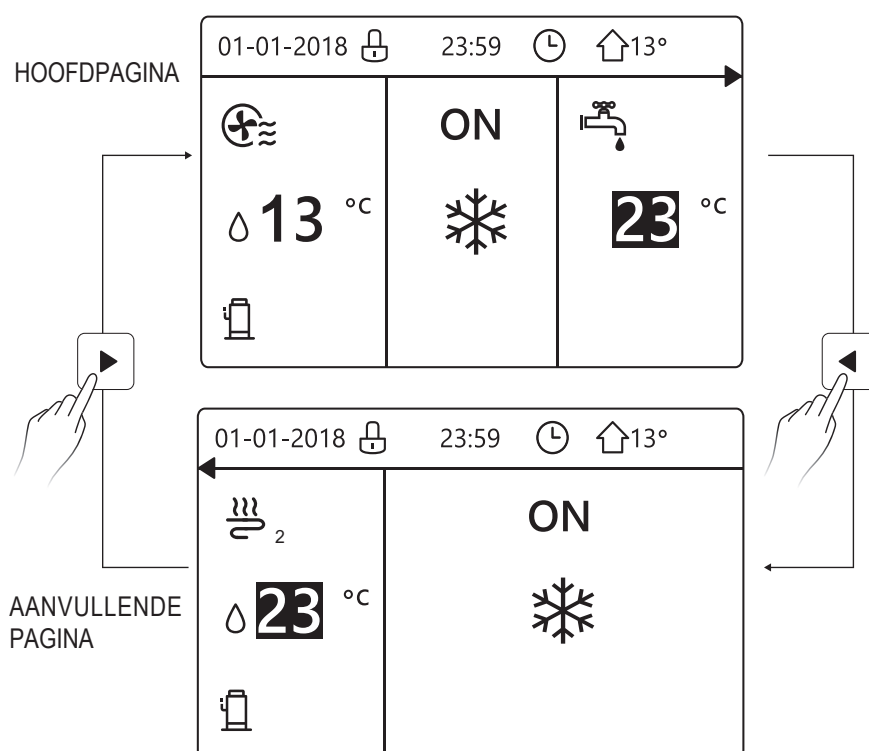 01-01-2018 23:59 13°
HOOFDPAGINA
ON
13 °C 23 °C
01-01-2018 23:59 13°
2 ON
23 °C
AANVULLENDE
PAGINA